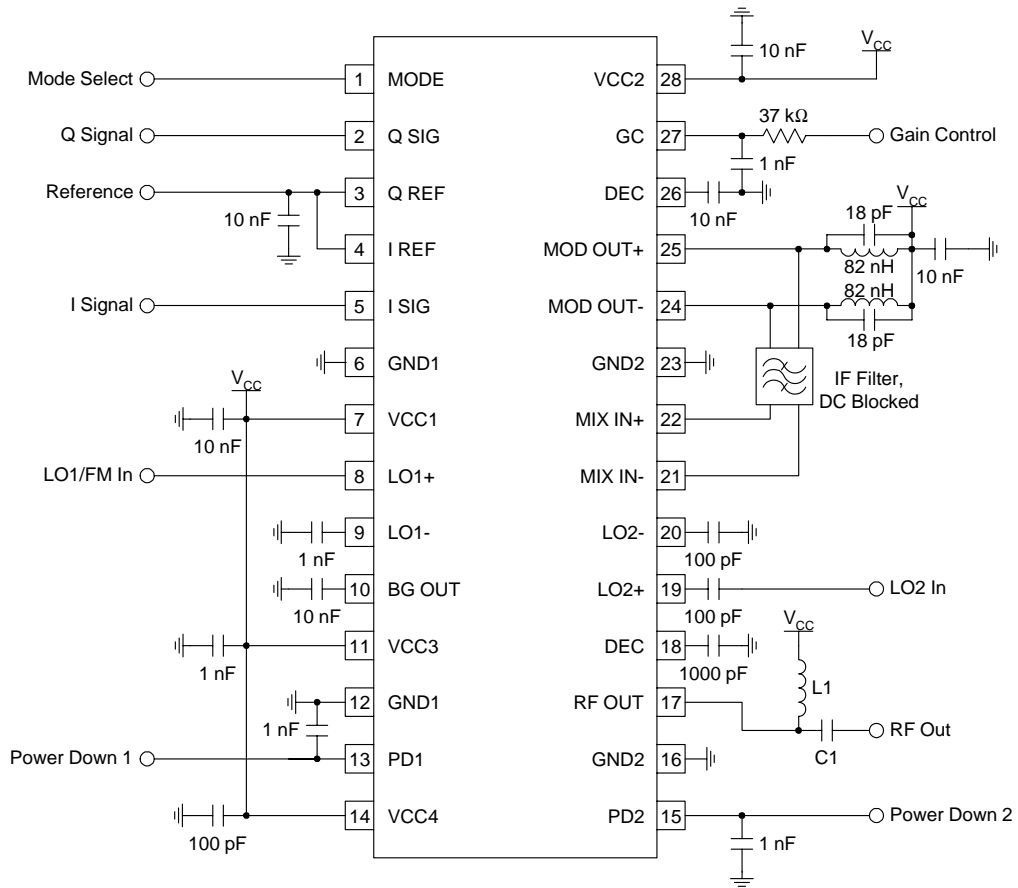 10 nF
V_CC
Mode Select 1 MODE VCC2 28
37 kΩ
Q Signal 2 Q SIG GC 27 Gain Control
1 nF
Reference 3 Q REF DEC 26
10 nF
10 nF
V_CC
18 pF
4 I REF MOD OUT+ 25
82 nH
10 nF
82 nH
I Signal 5 I SIG MOD OUT- 24
18 pF
6 GND1 GND2 23
IF Filter,
DC Blocked
V_CC
7 VCC1 MIX IN+ 22
10 nF
LO1/FM In 8 LO1+ MIX IN- 21
9 LO1- LO2- 20
1 nF
100 pF
10 BG OUT LO2+ 19 LO2 In
10 nF
100 pF
V_CC
11 VCC3 DEC 18
1 nF
1000 pF
L1
12 GND1 RF OUT 17
1 nF
RF Out
C1
Power Down 1 13 PD1 GND2 16
14 VCC4 PD2 15 Power Down 2
100 pF
1 nF